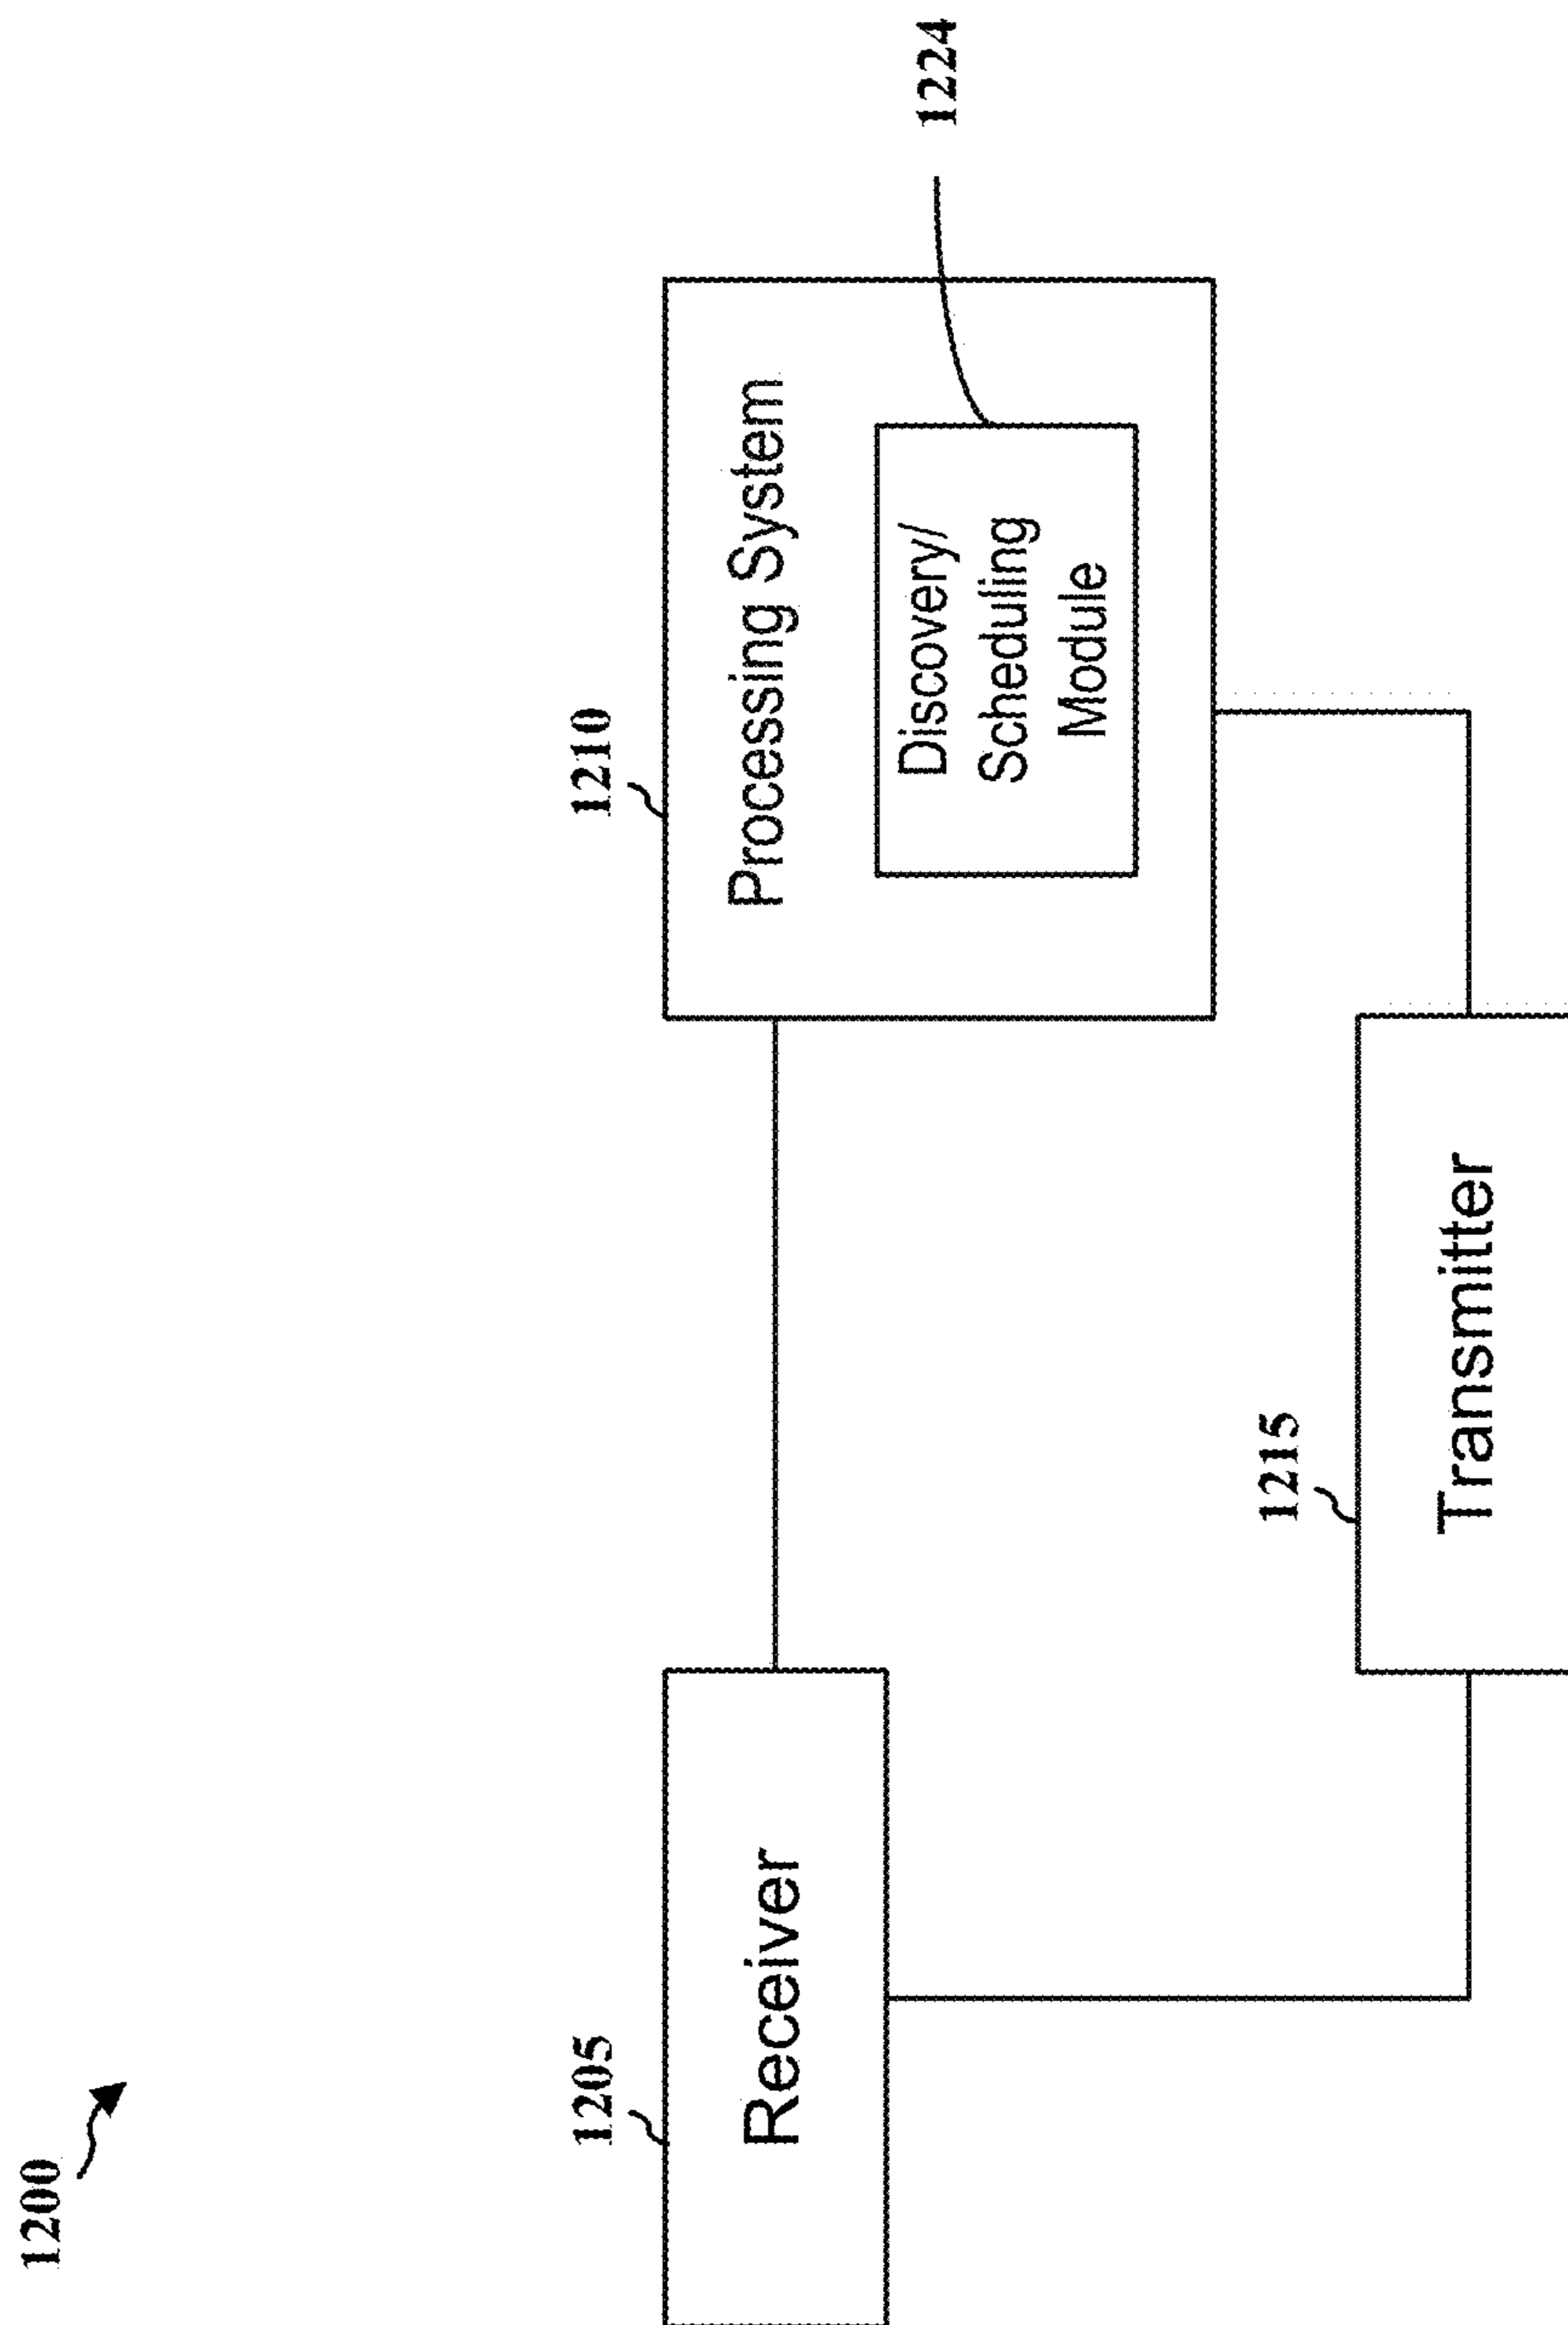 1200
1205
Receiver
1210
Processing System
Discovery/
Scheduling
Module
1224
1215
Transmitter